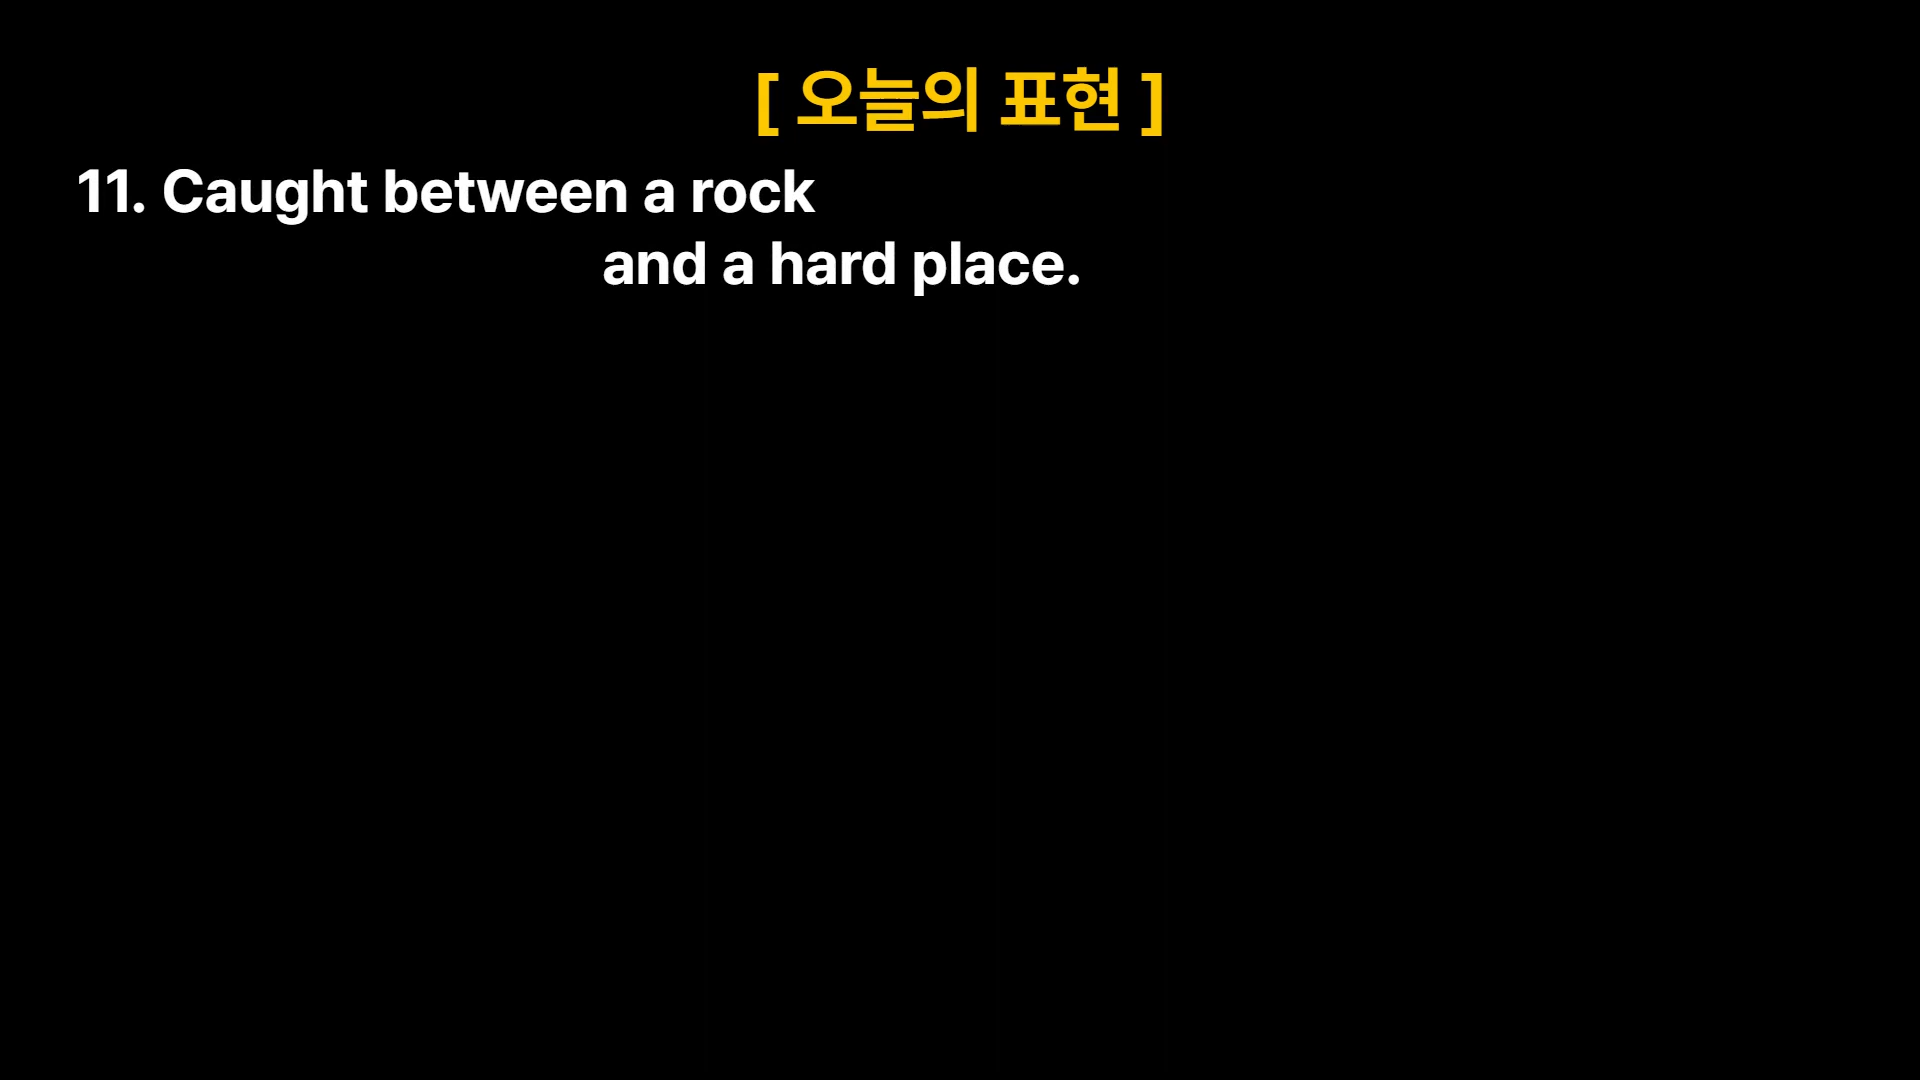 [ 오늘의 표현 ]
11. Caught between a rock
and a hard place.